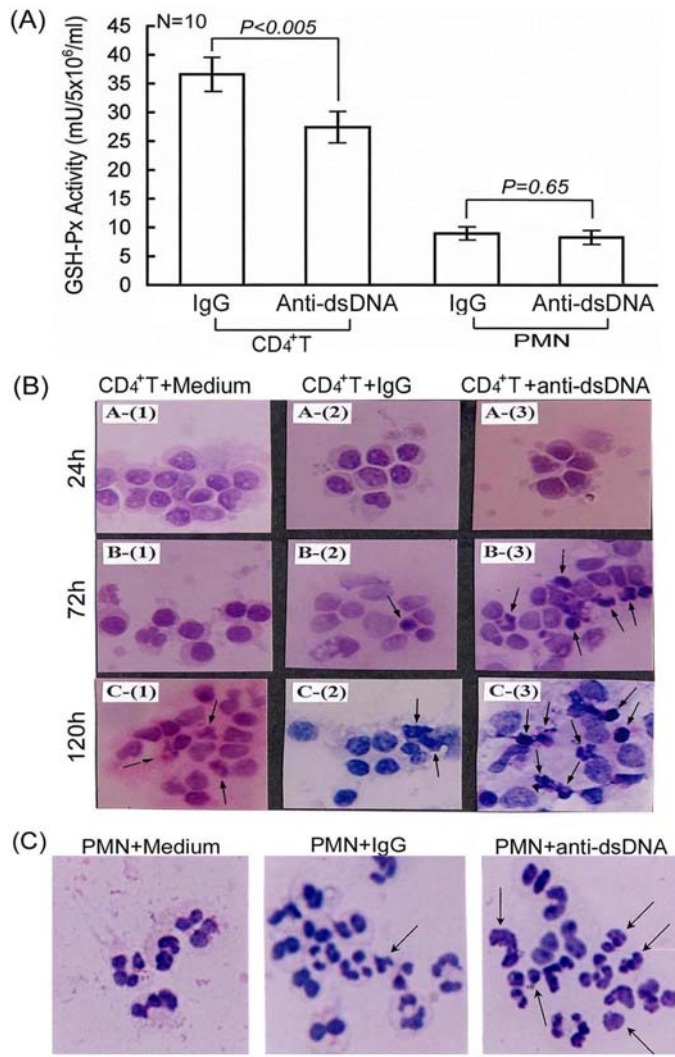 (A)
N=10
P<0.005
P=0.65
GSH-Px Activity (mU/5x10⁶/ml)
45
40
35
30
25
20
15
10
5
0
IgG Anti-dsDNA IgG Anti-dsDNA
CD₄⁺T PMN
(B)
CD₄⁺T+Medium CD₄⁺T+IgG CD₄⁺T+anti-dsDNA
24h
A-(1) A-(2) A-(3)
72h
B-(1) B-(2) B-(3)
120h
C-(1) C-(2) C-(3)
(C)
PMN+Medium PMN+IgG PMN+anti-dsDNA